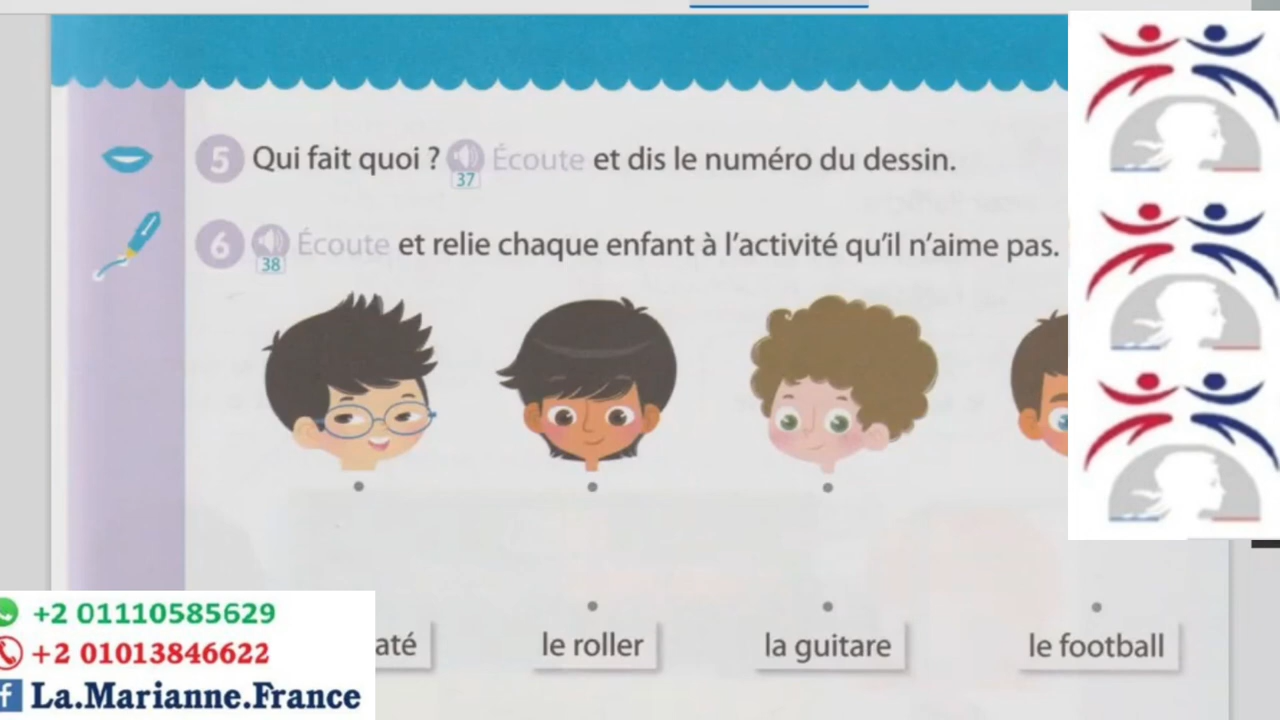 5 Qui fait quoi ? Écoute et dis le numéro du dessin.
37
6 Écoute et relie chaque enfant à l'activité qu'il n'aime pas.
38
até le roller la guitare le football
+2 01110585629
+2 01013846622
La.Marianne.France